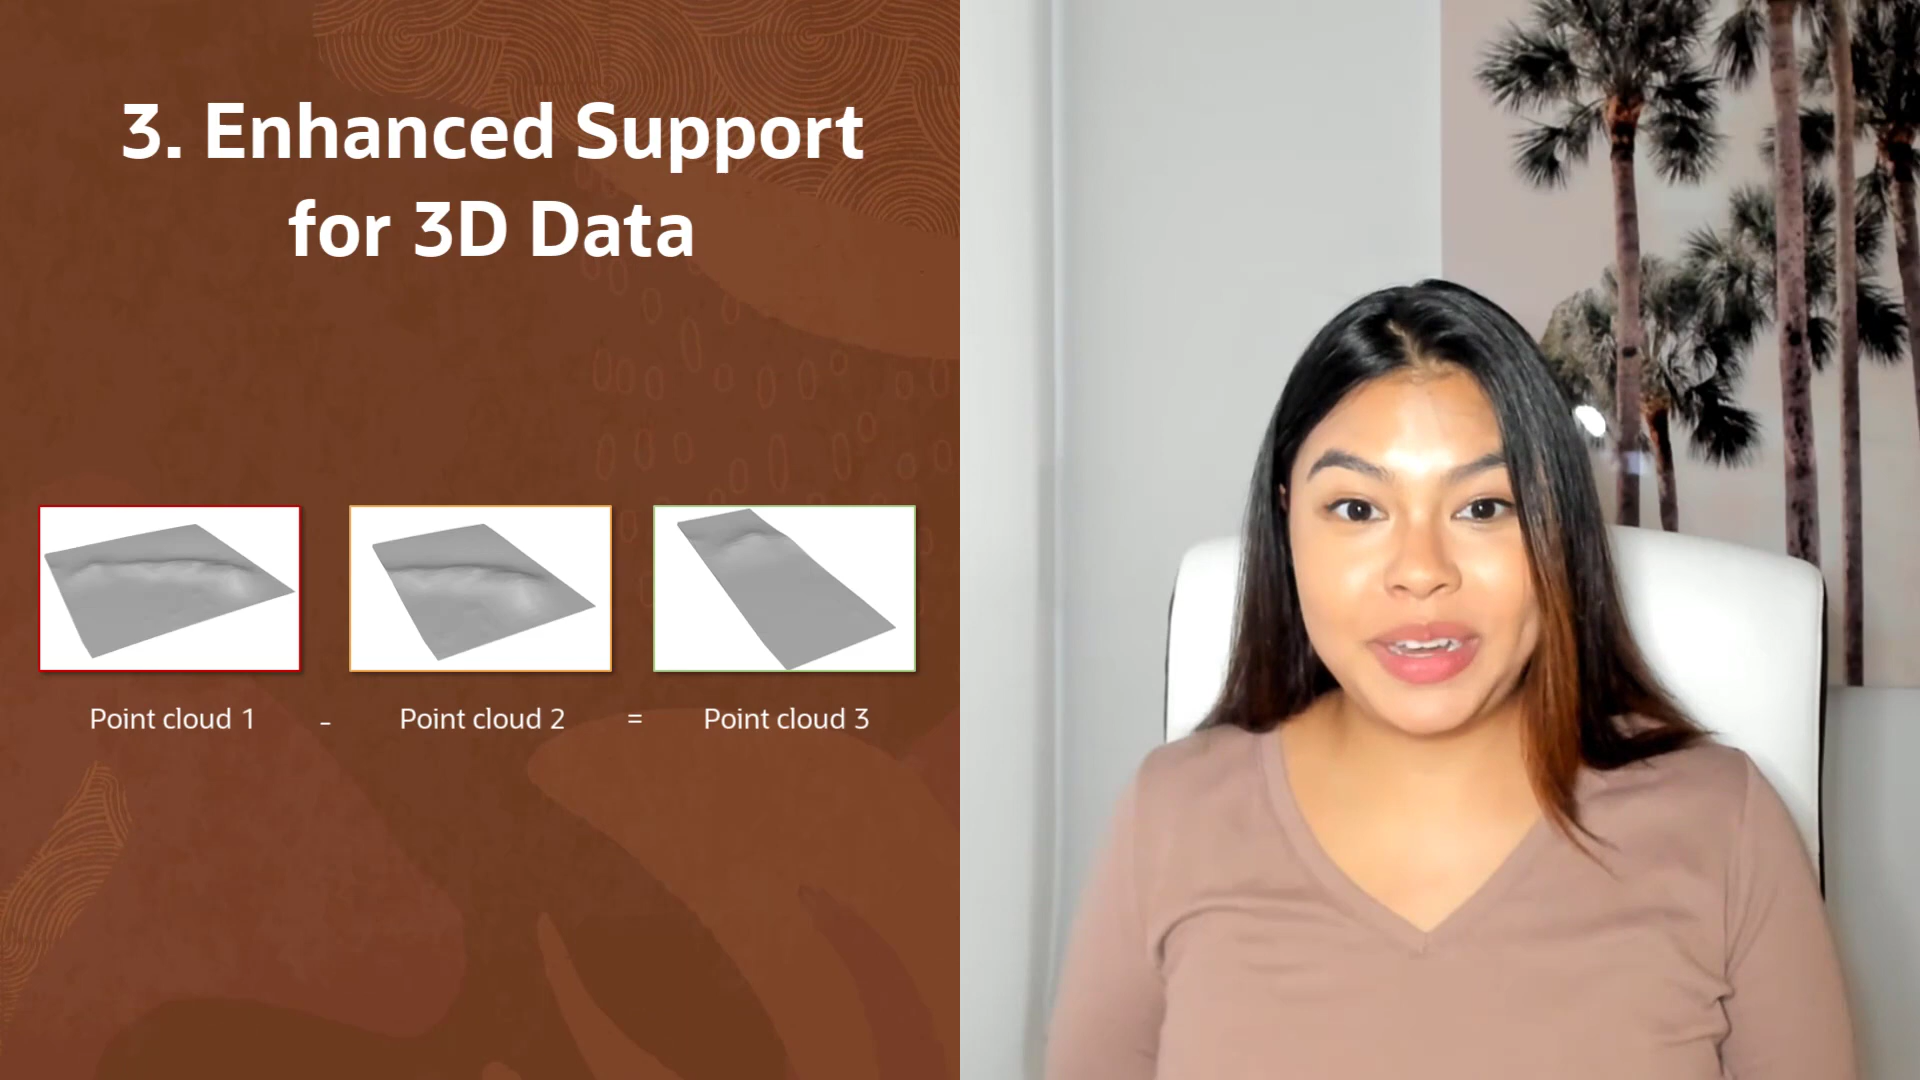 3. Enhanced Support
for 3D Data
Point cloud 1 - Point cloud 2 = Point cloud 3